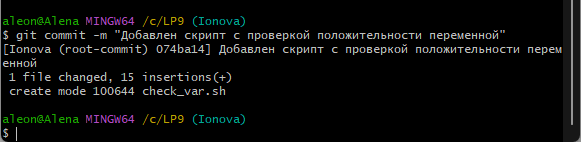 aleon@Alena MINGW64 /c/LP9 (Ionova)
$ git commit -m "Добавлен скрипт с проверкой положительности переменной"
[Ionova (root-commit) 074ba14] Добавлен скрипт с проверкой положительности перем
енной
 1 file changed, 15 insertions(+)
 create mode 100644 check_var.sh
aleon@Alena MINGW64 /c/LP9 (Ionova)
$